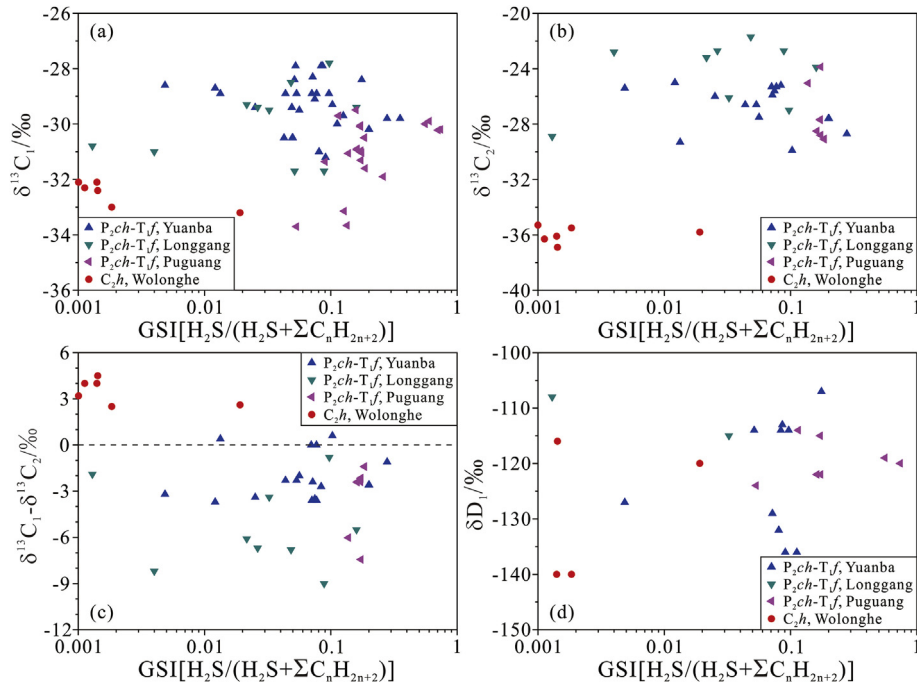 (a)
-24
-26
-28
-30
-32
-34
-36
δ¹³C₁/‰
P₂ch-T₁f, Yuanba
P₂ch-T₁f, Longgang
P₂ch-T₁f, Puguang
C₂h, Wolonghe
0.001 0.01 0.1 1
GSI[H₂S/(H₂S+ΣCₙH₂ₙ₊₂)]
(b)
-20
-24
-28
-32
-36
-40
δ¹³C₂/‰
P₂ch-T₁f, Yuanba
P₂ch-T₁f, Longgang
P₂ch-T₁f, Puguang
C₂h, Wolonghe
0.001 0.01 0.1 1
GSI[H₂S/(H₂S+ΣCₙH₂ₙ₊₂)]
6
3
0
-3
-6
-9
-12
δ¹³C₁-δ¹³C₂/‰
P₂ch-T₁f, Yuanba
P₂ch-T₁f, Longgang
P₂ch-T₁f, Puguang
C₂h, Wolonghe
(c)
0.001 0.01 0.1 1
GSI[H₂S/(H₂S+ΣCₙH₂ₙ₊₂)]
-100
-110
-120
-130
-140
-150
δD₁/‰
P₂ch-T₁f, Yuanba
P₂ch-T₁f, Longgang
P₂ch-T₁f, Puguang
C₂h, Wolonghe
(d)
0.001 0.01 0.1 1
GSI[H₂S/(H₂S+ΣCₙH₂ₙ₊₂)]